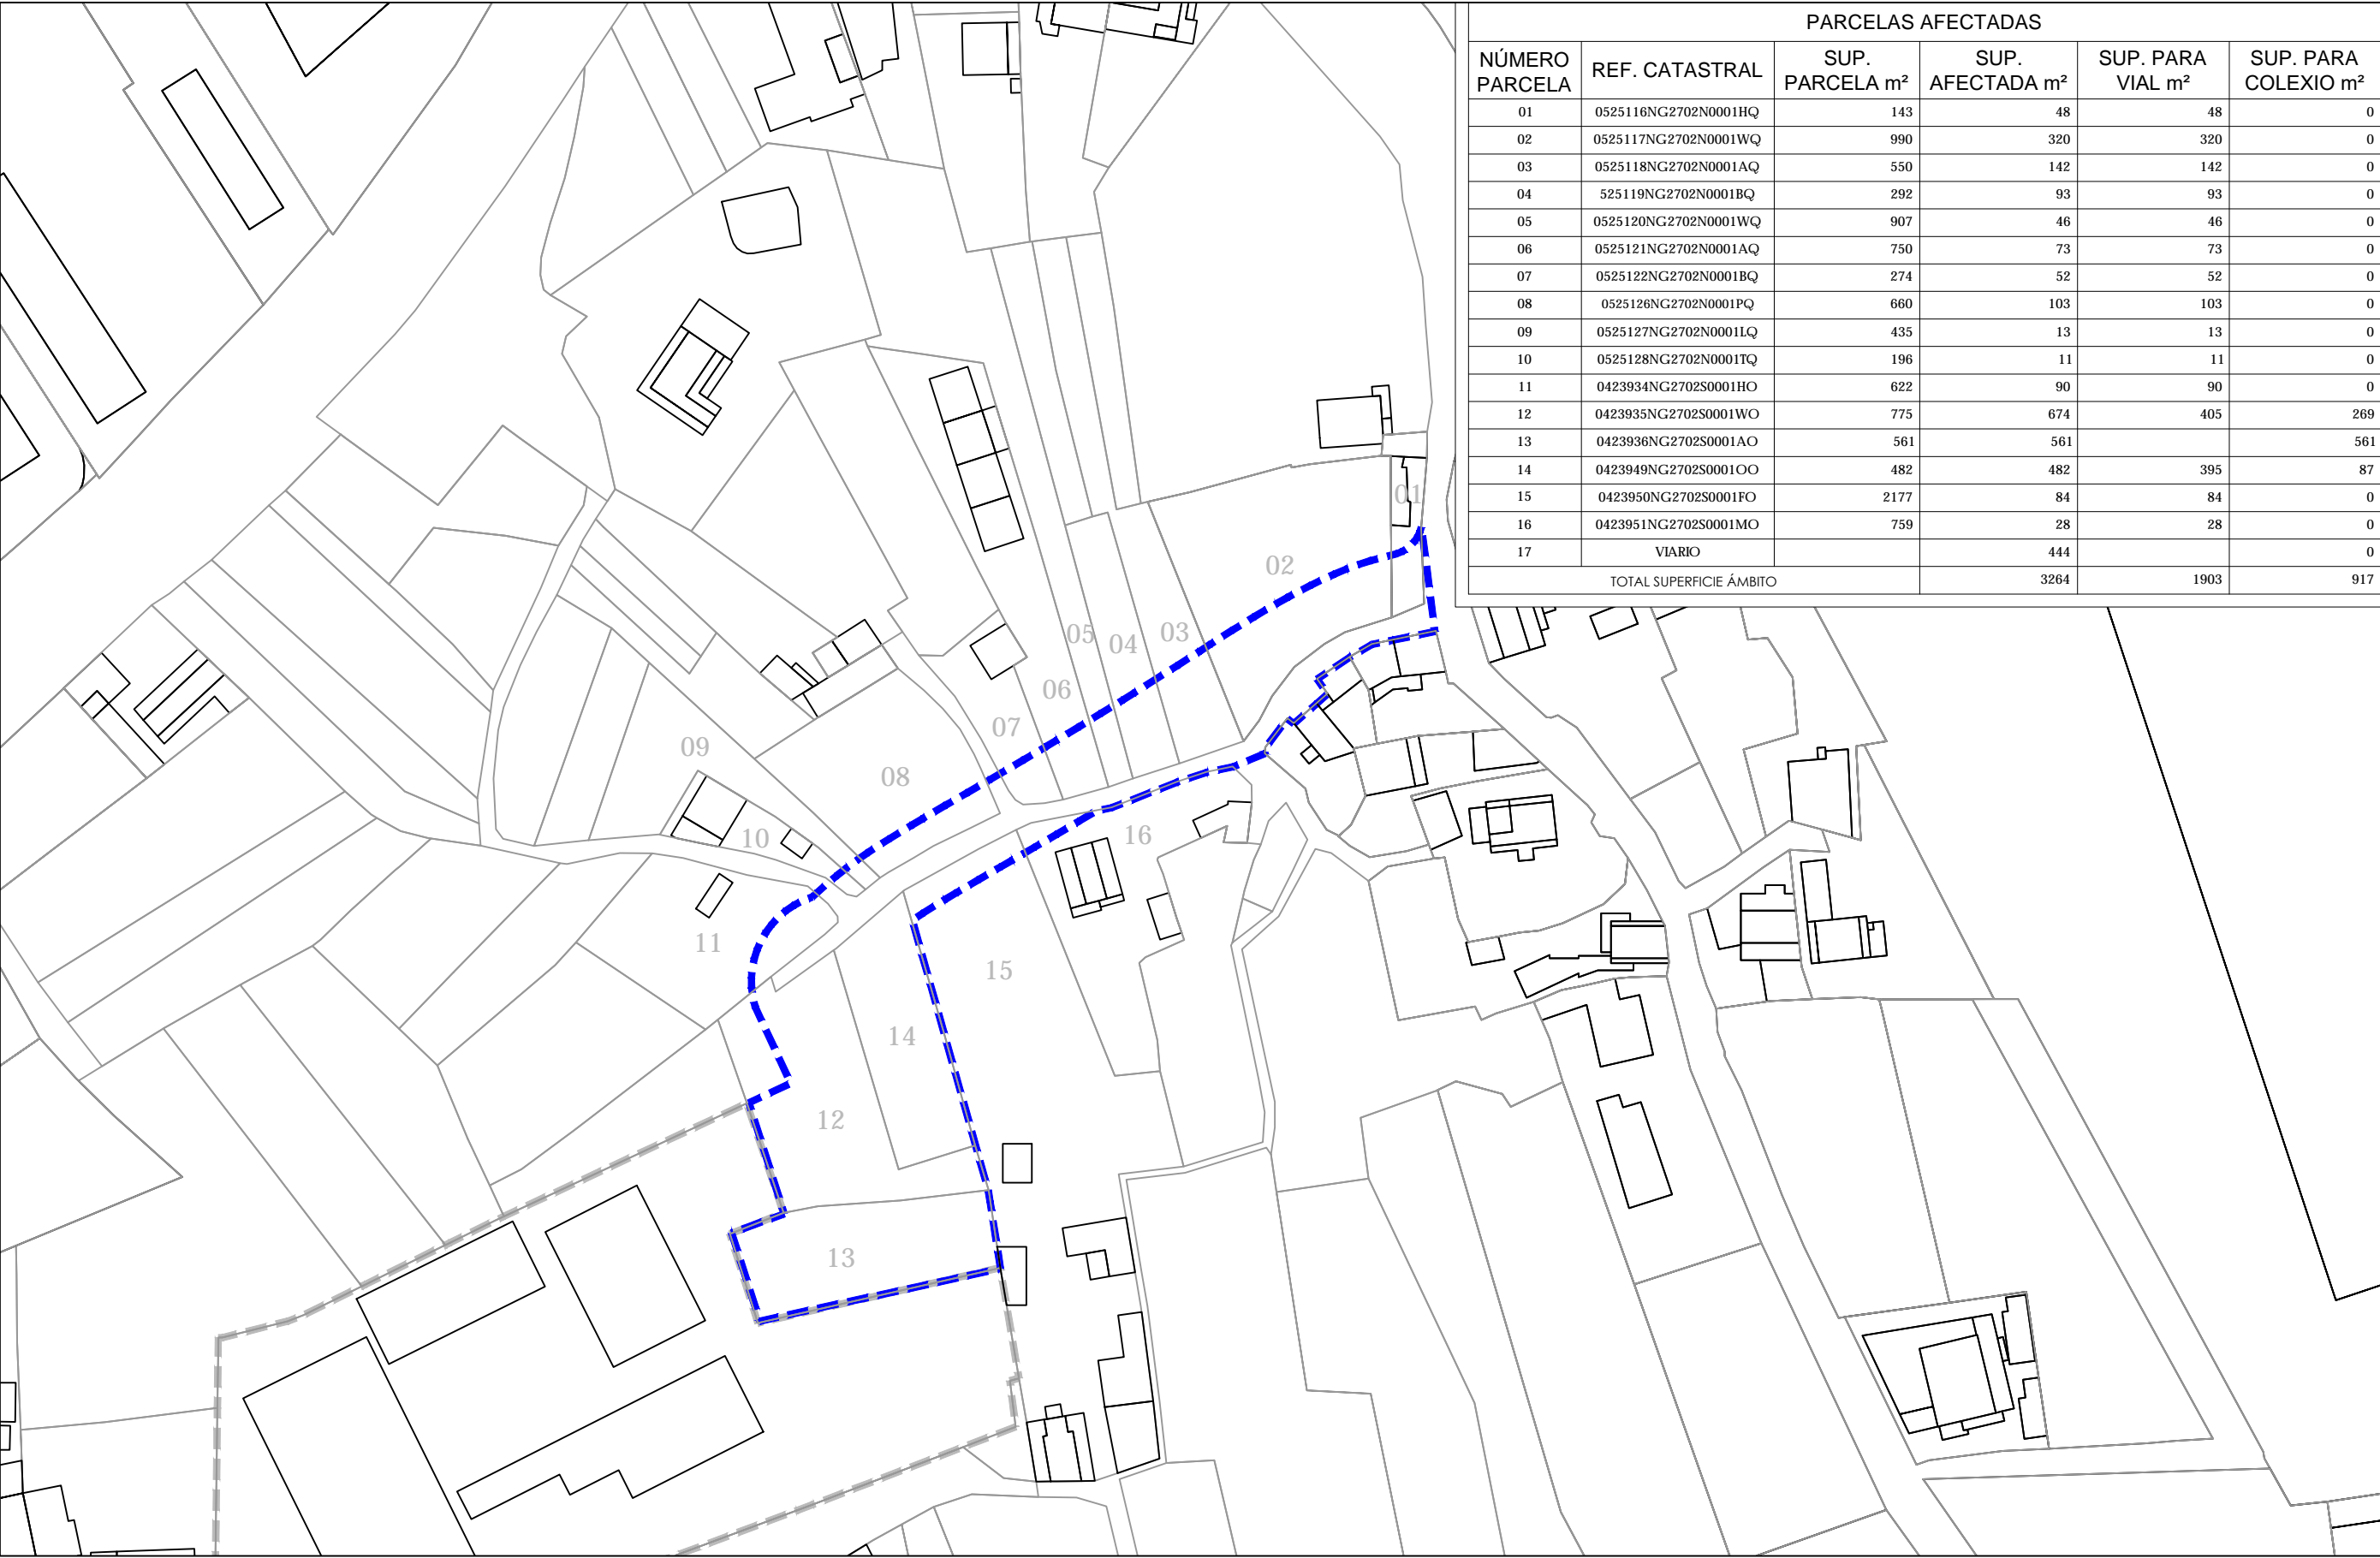 PARCELAS AFECTADAS
NÚMERO PARCELA REF. CATASTRAL SUP. PARCELA m² SUP. AFECTADA m² SUP. PARA VIAL m² SUP. PARA COLEXIO m²
01 0525116NG2702N0001HQ 143 48 48 0
02 0525117NG2702N0001WQ 990 320 320 0
03 0525118NG2702N0001AQ 550 142 142 0
04 525119NG2702N0001BQ 292 93 93 0
05 0525120NG2702N0001WQ 907 46 46 0
06 0525121NG2702N0001AQ 750 73 73 0
07 0525122NG2702N0001BQ 274 52 52 0
08 0525126NG2702N0001PQ 660 103 103 0
09 0525127NG2702N0001LQ 435 13 13 0
10 0525128NG2702N0001TQ 196 11 11 0
11 0423934NG2702S0001HO 622 90 90 0
12 0423935NG2702S0001WO 775 674 405 269
13 0423936NG2702S0001AO 561 561 561
14 0423949NG2702S0001OO 482 482 395 87
15 0423950NG2702S0001FO 2177 84 84 0
16 0423951NG2702S0001MO 759 28 28 0
17 VIARIO 444 0
TOTAL SUPERFICIE ÁMBITO 3264 1903 917
01
02
03
04
05
06
07
08
09
10
11
12
13
14
15
16